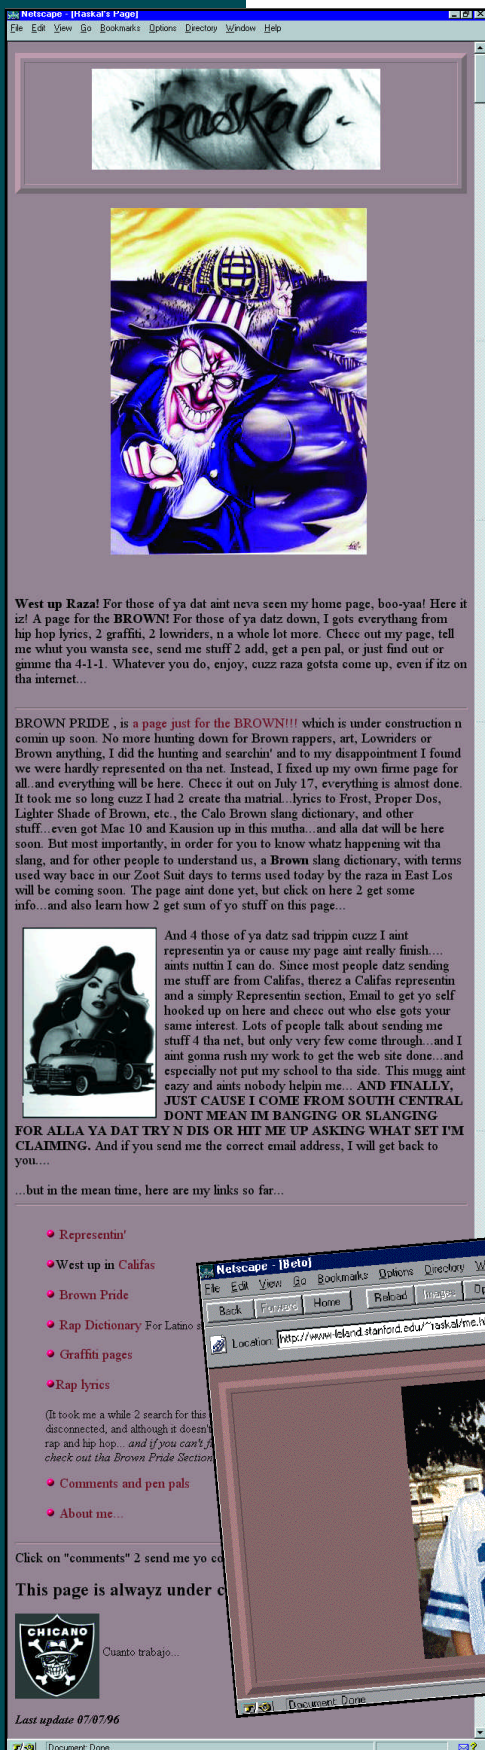 Netscape - [Raskal's Page]
File Edit View Go Bookmarks Options Directory Window Help
Raskal
West up Raza! For those of ya dat aint neva seen my home page, boo-yaa! Here it
iz! A page for the BROWN! For those of ya datz down, I gots everythang from
hip hop lyrics, 2 graffiti, 2 lowriders, n a whole lot more. Checc out my page, tell
me whut you wansta see, send me stuff 2 add, get a pen pal, or just find out or
gimme tha 4-1-1. Whatever you do, enjoy, cuzz raza gotsta come up, even if itz on
tha internet...
BROWN PRIDE , is a page just for the BROWN!!! which is under construction n
comin up soon. No more hunting down for Brown rappers, art, Lowriders or
Brown anything, I did the hunting and searchin' and to my disappointment I found
we were hardly represented on tha net. Instead, I fixed up my own firme page for
all..and everything will be here. Checc it out on July 17, everything is almost done.
It took me so long cuzz I had 2 create tha matrial...lyrics to Frost, Proper Dos,
Lighter Shade of Brown, etc., the Calo Brown slang dictionary, and other
stuff...even got Mac 10 and Kausion up in this mutha...and alla dat will be here
soon. But most importantly, in order for you to know whatz happening wit tha
slang, and for other people to understand us, a Brown slang dictionary, with terms
used way bacc in our Zoot Suit days to terms used today by the raza in East Los
will be coming soon. The page aint done yet, but click on here 2 get some
info...and also learn how 2 get sum of yo stuff on this page...
And 4 those of ya datz sad trippin cuzz I aint
representin ya or cause my page aint really finish....
aints nuttin I can do. Since most people datz sending
me stuff are from Califas, therez a Califas representin
and a simply Representin section, Email to get yo self
hooked up on here and checc out who else gots your
same interest. Lots of people talk about sending me
stuff 4 tha net, but only very few come through...and I
aint gonna rush my work to get the web site done...and
especially not put my school to tha side. This mugg aint
eazy and aints nobody helpin me... AND FINALLY,
JUST CAUSE I COME FROM SOUTH CENTRAL
DONT MEAN IM BANGING OR SLANGING
FOR ALLA YA DAT TRY N DIS OR HIT ME UP ASKING WHAT SET I'M
CLAIMING. And if you send me the correct email address, I will get back to
you....
...but in the mean time, here are my links so far...
Representin'
West up in Califas
Brown Pride
Rap Dictionary For Latino s
Graffiti pages
Rap lyrics
(It took me a while 2 search for this
disconnected, and although it doesn't
rap and hip hop... and if you can't f
check out tha Brown Pride Section
Comments and pen pals
About me...
Click on "comments" 2 send me yo co
This page is alwayz under c
CHICANO
Cuanto trabajo...
Last update 07/07/96
Document: Done
Netscape - [Beto]
File Edit View Go Bookmarks Options Directory W
Back Forward Home Reload Images Op
Location: http://www-leland.stanford.edu/~raskal/me.h
Document: Done